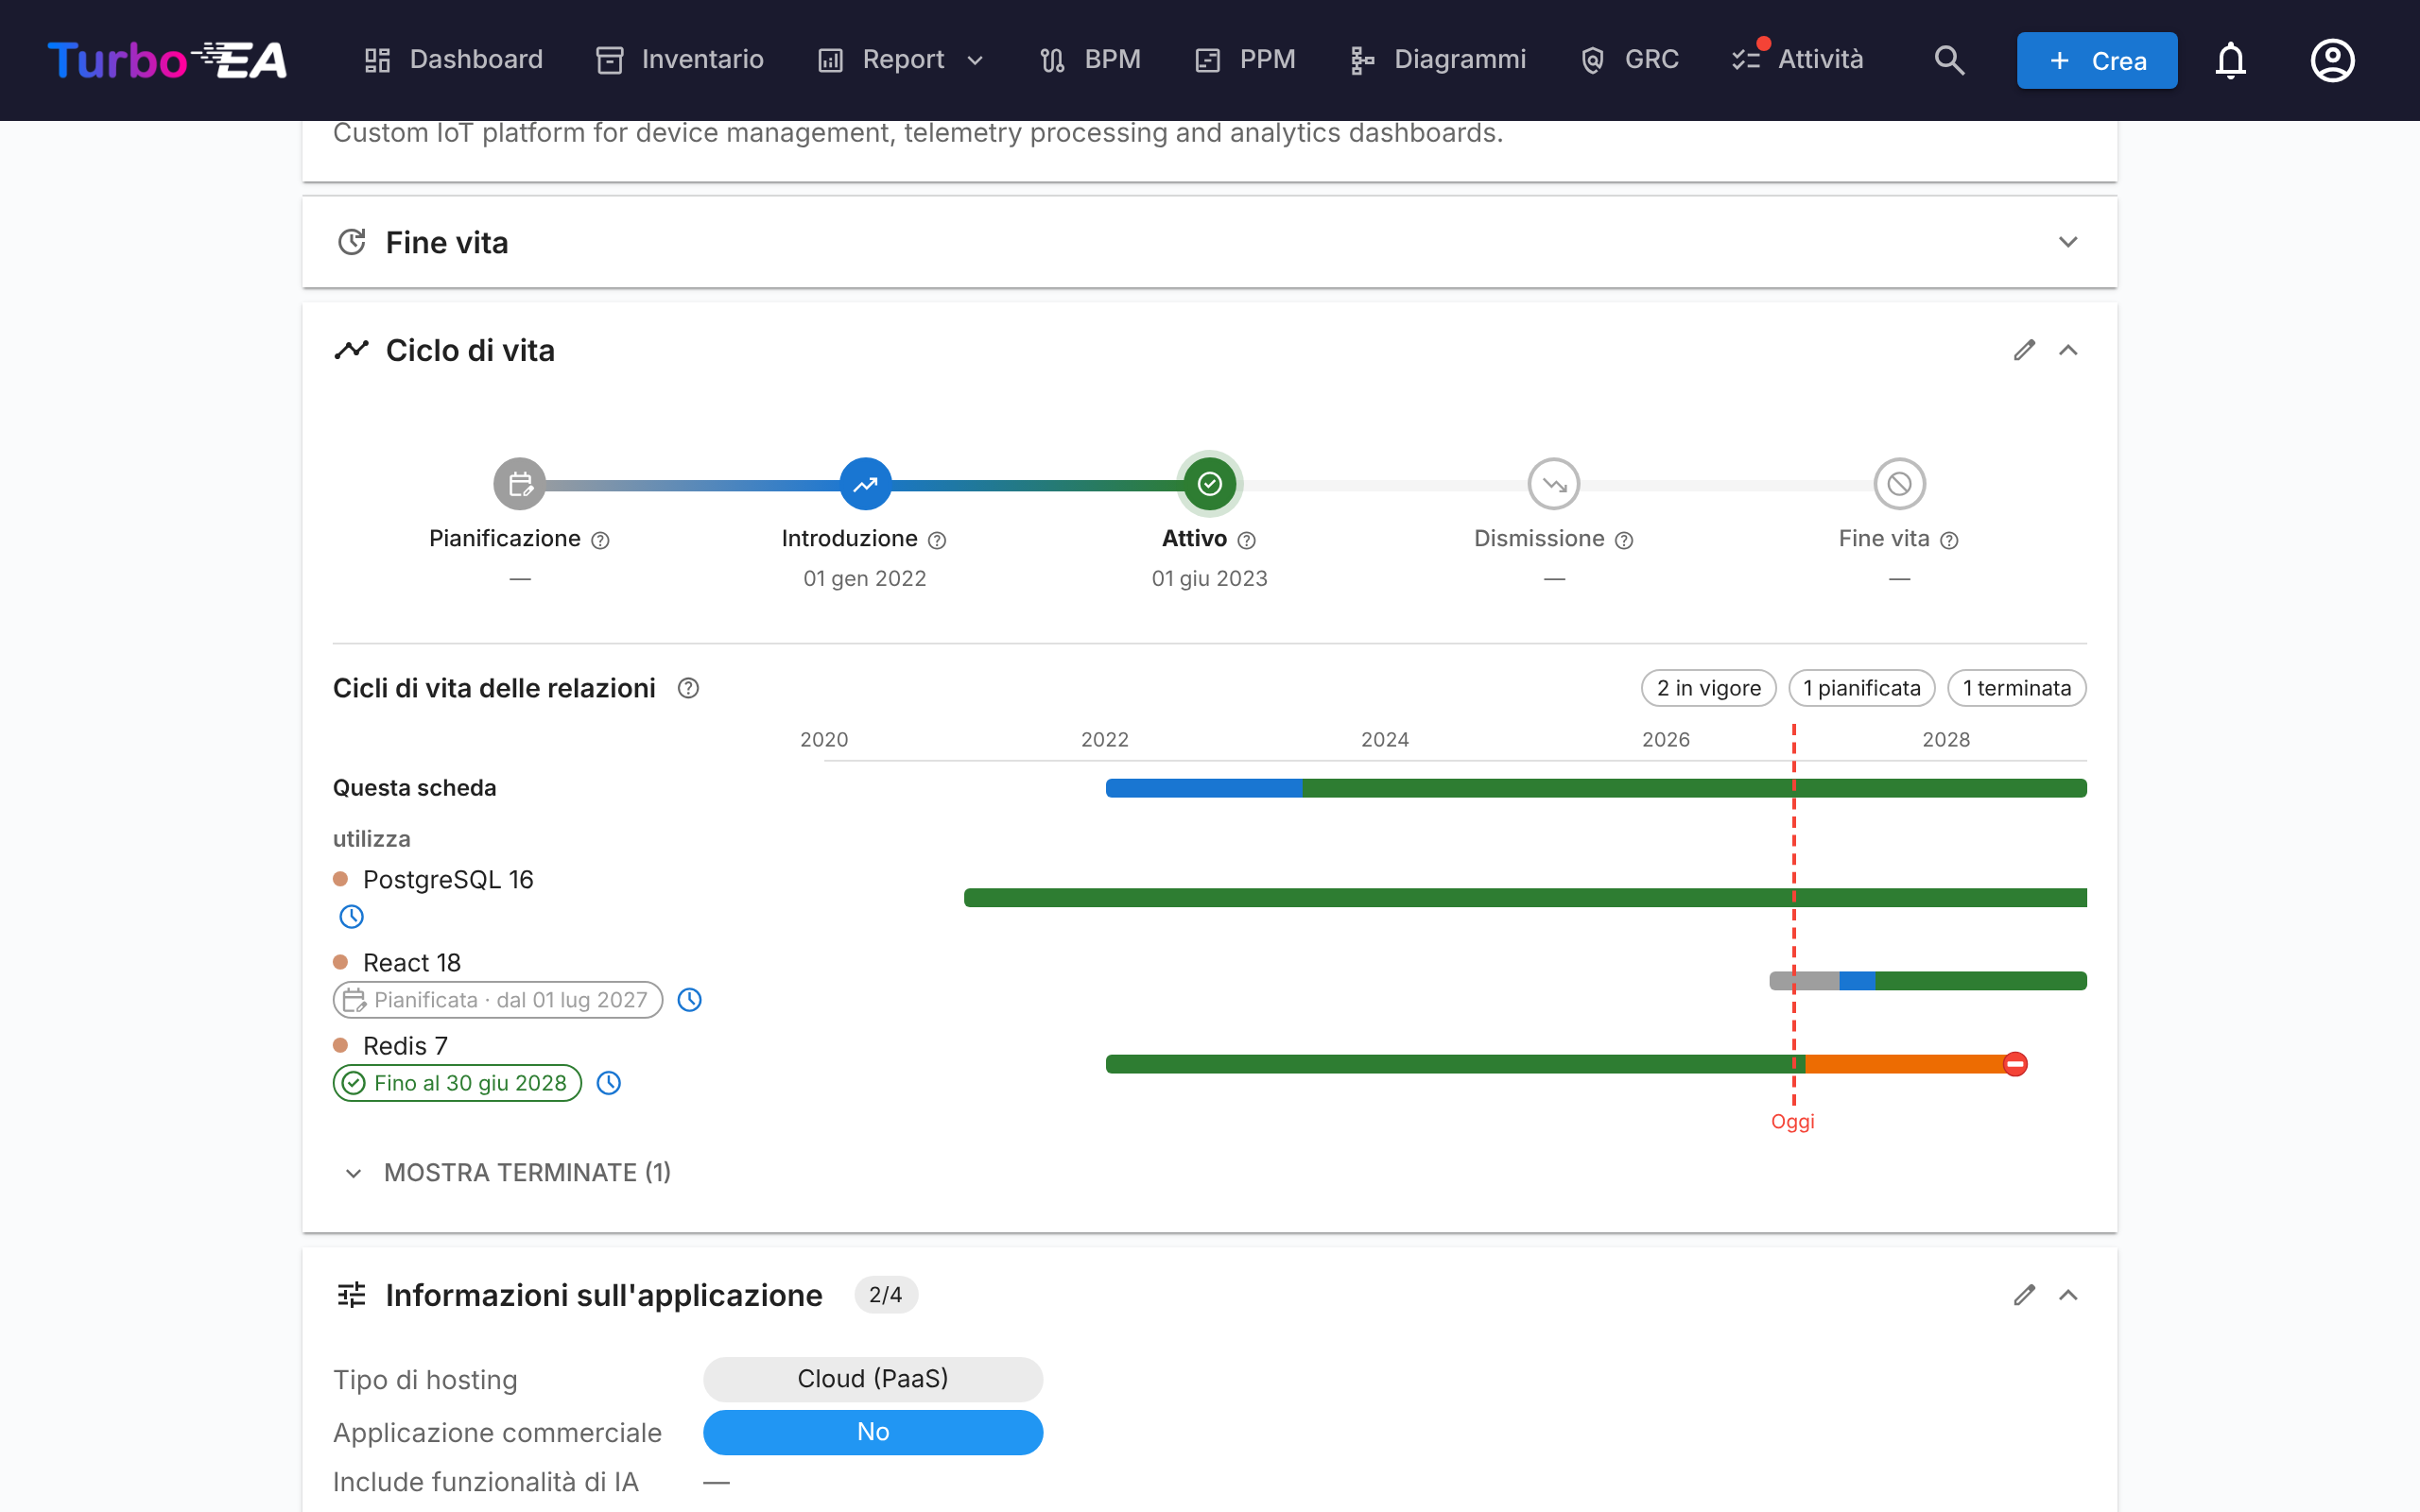 Turbo EA
Dashboard
Inventario
Report
BPM
PPM
Diagrammi
GRC
Attività
+ Crea
Custom IoT platform for device management, telemetry processing and analytics dashboards.
Fine vita
Ciclo di vita
Pianificazione
Introduzione
Attivo
Dismissione
Fine vita
—
01 gen 2022
01 giu 2023
—
—
Cicli di vita delle relazioni
2 in vigore
1 pianificata
1 terminata
2020
2022
2024
2026
2028
Questa scheda
utilizza
PostgreSQL 16
React 18
Pianificata · dal 01 lug 2027
Redis 7
Fino al 30 giu 2028
Oggi
MOSTRA TERMINATE (1)
Informazioni sull'applicazione
2/4
Tipo di hosting
Cloud (PaaS)
Applicazione commerciale
No
Include funzionalità di IA
—